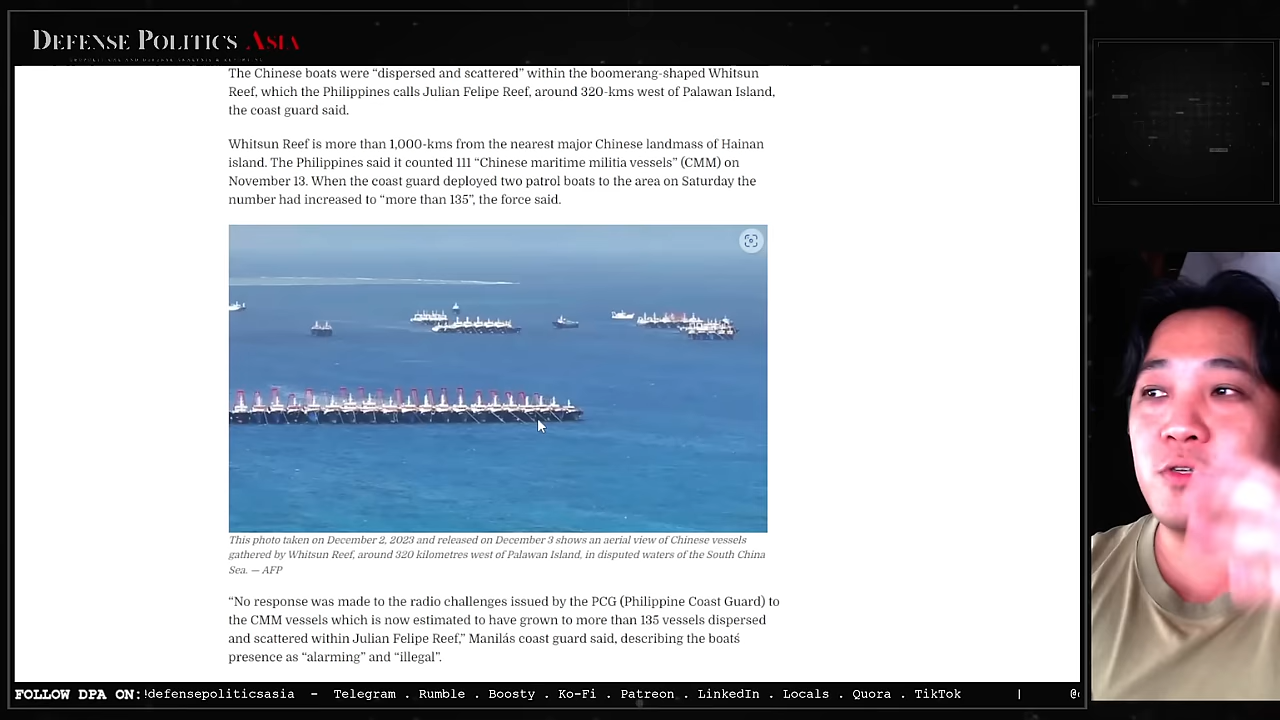 DEFENSE POLITICS ASIA
The Chinese boats were “dispersed and scattered” within the boomerang-shaped Whitsun
Reef, which the Philippines calls Julian Felipe Reef, around 320-kms west of Palawan Island,
the coast guard said.
Whitsun Reef is more than 1,000-kms from the nearest major Chinese landmass of Hainan
island. The Philippines said it counted 111 “Chinese maritime militia vessels” (CMM) on
November 13. When the coast guard deployed two patrol boats to the area on Saturday the
number had increased to “more than 135”, the force said.
This photo taken on December 2, 2023 and released on December 3 shows an aerial view of Chinese vessels
gathered by Whitsun Reef, around 320 kilometres west of Palawan Island, in disputed waters of the South China
Sea. — AFP
“No response was made to the radio challenges issued by the PCG (Philippine Coast Guard) to
the CMM vessels which is now estimated to have grown to more than 135 vessels dispersed
and scattered within Julian Felipe Reef,” Manilás coast guard said, describing the boatś
presence as “alarming” and “illegal”.
FOLLOW DPA ON: !defensepoliticsasia - Telegram . Rumble . Boosty . Ko-Fi . Patreon . LinkedIn . Locals . Quora . TikTok | @